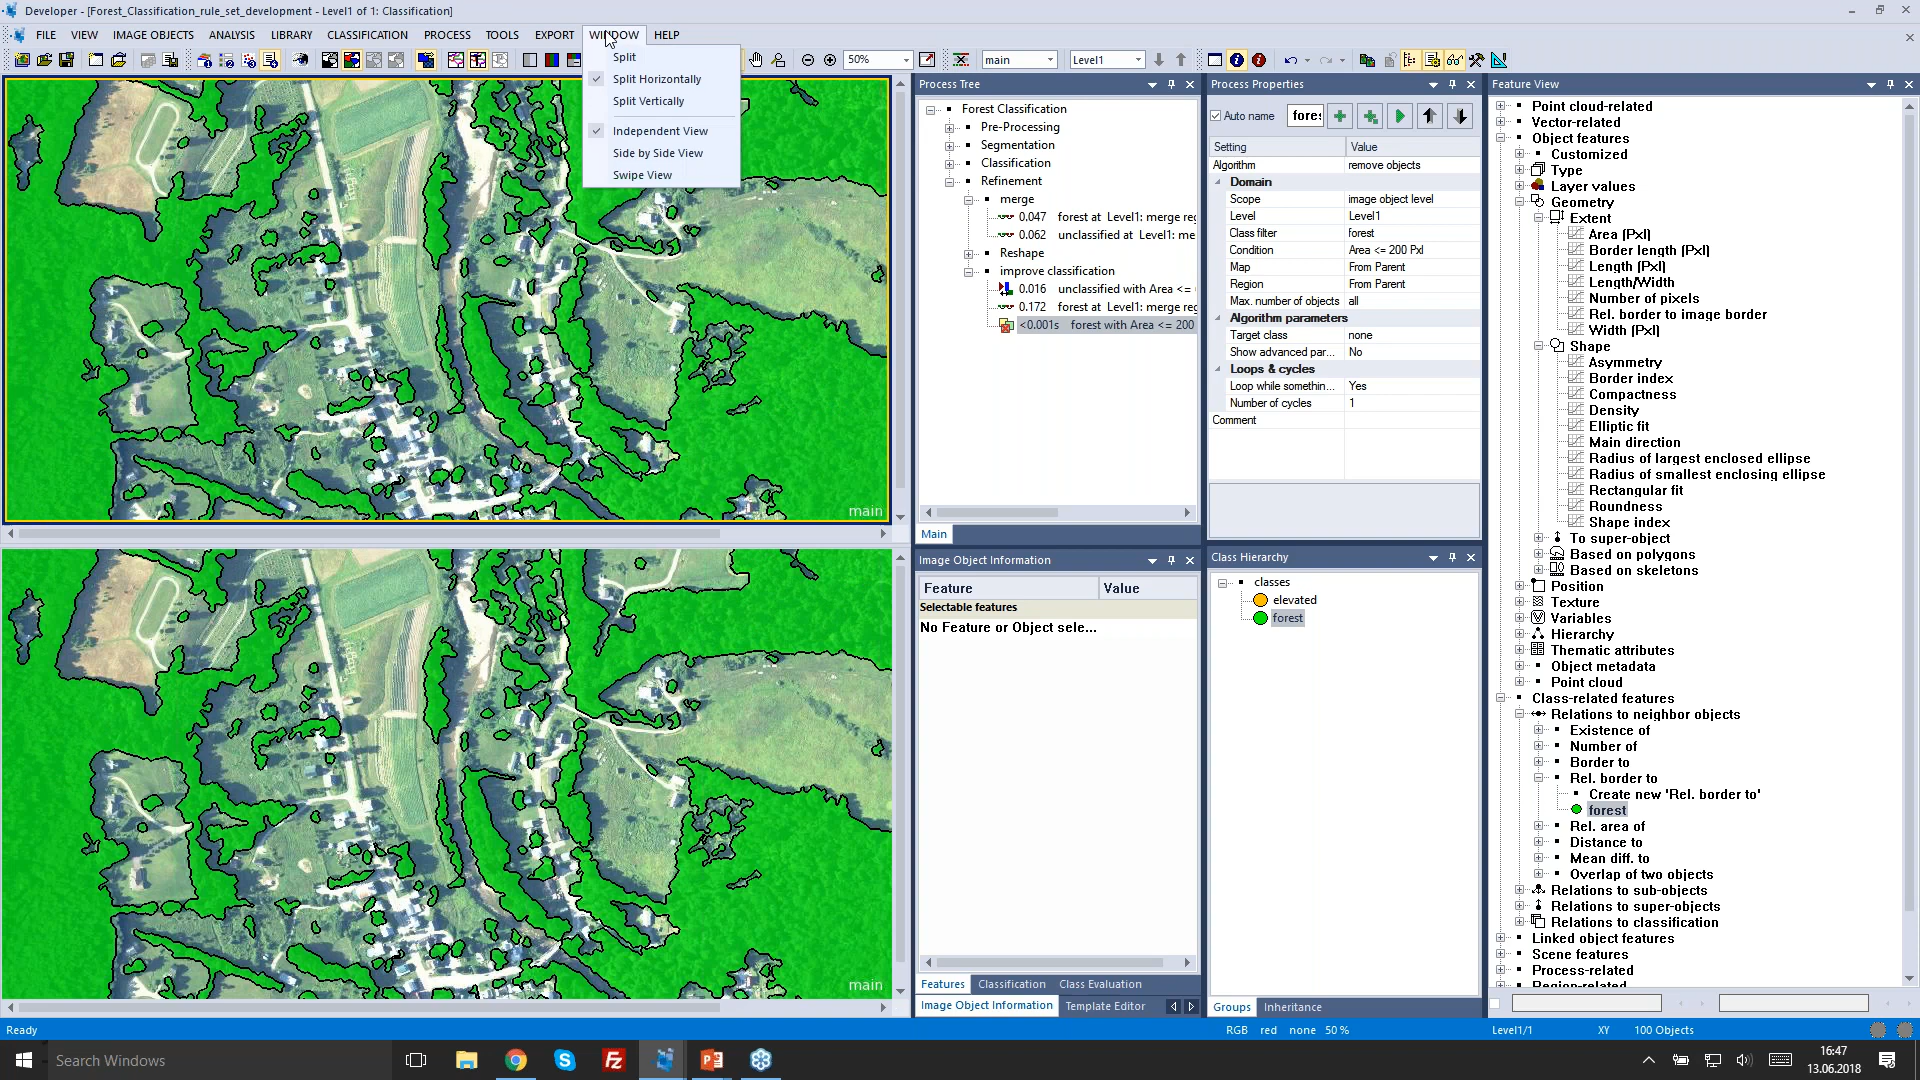 Developer - [Forest_Classification_rule_set_development - Level1 of 1: Classification]
FILE VIEW IMAGE OBJECTS ANALYSIS LIBRARY CLASSIFICATION PROCESS TOOLS EXPORT WINDOW HELP
50% main Level1
Split
Split Horizontally
Split Vertically
Independent View
Side by Side View
Swipe View
main
main
Process Tree
Forest Classification
Pre-Processing
Segmentation
Classification
Refinement
merge
0.047 forest at Level1: merge reg
0.062 unclassified at Level1: me
Reshape
improve classification
0.016 unclassified with Area <=
0.172 forest at Level1: merge reg
<0.001s forest with Area <= 200
Main
Process Properties
Auto name
Setting Value
Algorithm remove objects
Domain
Scope image object level
Level Level1
Class filter forest
Condition Area <= 200 Pxl
Map From Parent
Region From Parent
Max. number of objects all
Algorithm parameters
Target class none
Show advanced par... No
Loops & cycles
Loop while somethin... Yes
Number of cycles 1
Comment
Image Object Information
Feature Value
Selectable features
No Feature or Object sele...
Features Classification Class Evaluation
Image Object Information Template Editor
Class Hierarchy
classes
elevated
forest
Groups Inheritance
Feature View
Point cloud-related
Vector-related
Object features
Customized
Type
Layer values
Geometry
Extent
Area (Pxl)
Border length (Pxl)
Length (Pxl)
Length/Width
Number of pixels
Rel. border to image border
Width (Pxl)
Shape
Asymmetry
Border index
Compactness
Density
Elliptic fit
Main direction
Radius of largest enclosed ellipse
Radius of smallest enclosing ellipse
Rectangular fit
Roundness
Shape index
To super-object
Based on polygons
Based on skeletons
Position
Texture
Variables
Hierarchy
Thematic attributes
Object metadata
Point cloud
Class-related features
Relations to neighbor objects
Existence of
Number of
Border to
Rel. border to
Create new 'Rel. border to'
forest
Rel. area of
Distance to
Mean diff. to
Overlap of two objects
Relations to sub-objects
Relations to super-objects
Relations to classification
Linked object features
Scene features
Process-related
Region-related
Ready RGB red none 50 % Level1/1 XY 100 Objects
Search Windows
16:47
13.06.2018